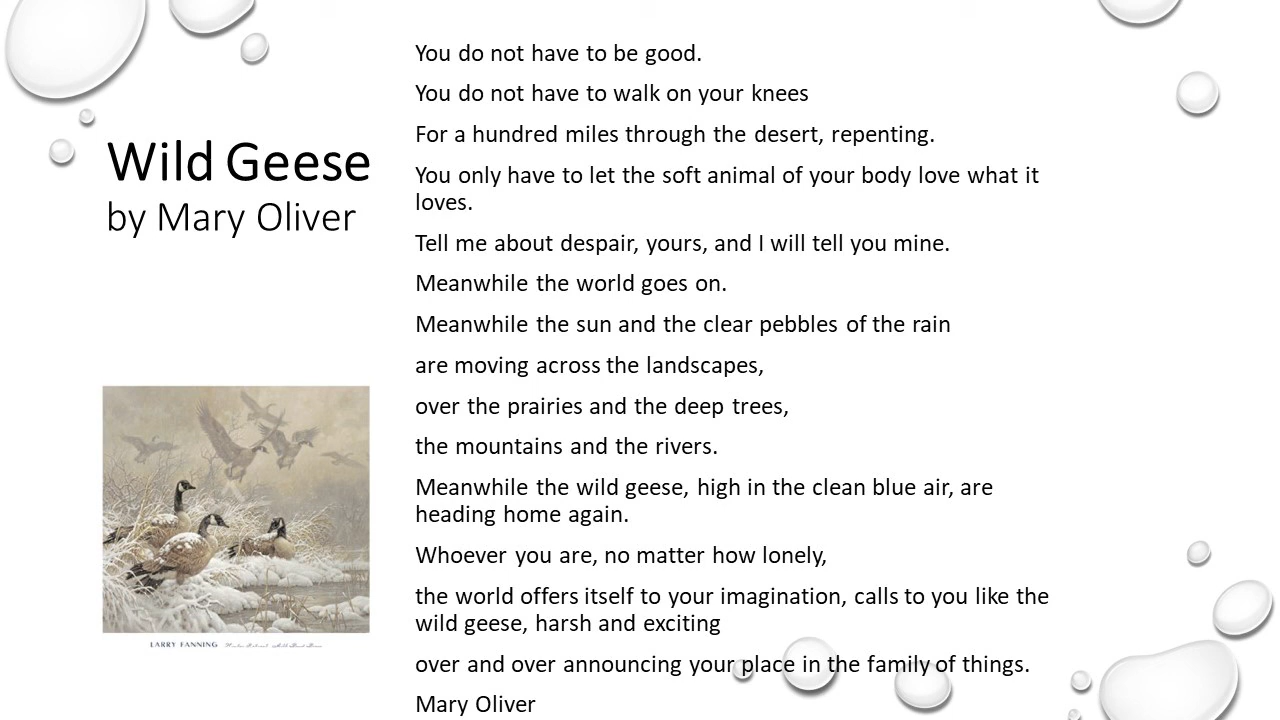 Wild Geese
by Mary Oliver
You do not have to be good.
You do not have to walk on your knees
For a hundred miles through the desert, repenting.
You only have to let the soft animal of your body love what it
loves.
Tell me about despair, yours, and I will tell you mine.
Meanwhile the world goes on.
Meanwhile the sun and the clear pebbles of the rain
are moving across the landscapes,
over the prairies and the deep trees,
the mountains and the rivers.
Meanwhile the wild geese, high in the clean blue air, are
heading home again.
Whoever you are, no matter how lonely,
the world offers itself to your imagination, calls to you like the
wild geese, harsh and exciting
over and over announcing your place in the family of things.
Mary Oliver
LARRY FANNING